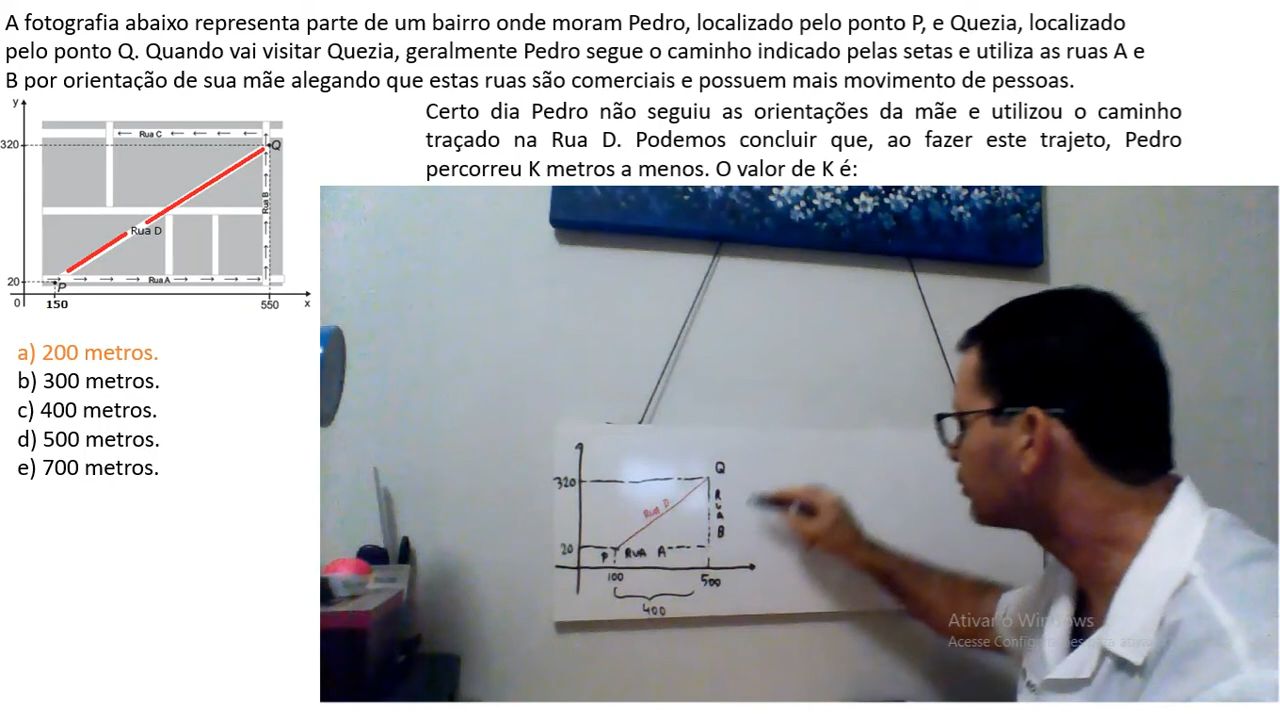 A fotografia abaixo representa parte de um bairro onde moram Pedro, localizado pelo ponto P, e Quezia, localizado
pelo ponto Q. Quando vai visitar Quezia, geralmente Pedro segue o caminho indicado pelas setas e utiliza as ruas A e
B por orientação de sua mãe alegando que estas ruas são comerciais e possuem mais movimento de pessoas.
Certo dia Pedro não seguiu as orientações da mãe e utilizou o caminho
traçado na Rua D. Podemos concluir que, ao fazer este trajeto, Pedro
percorreu K metros a menos. O valor de K é:
y
Rua C
320
Q
Rua B
Rua D
20
Rua A
P
0
150
550
x
a) 200 metros.
b) 300 metros.
c) 400 metros.
d) 500 metros.
e) 700 metros.
Q
320
RUA D
RUA B
20
P
RUA A
100
500
400
Ativar o Windows